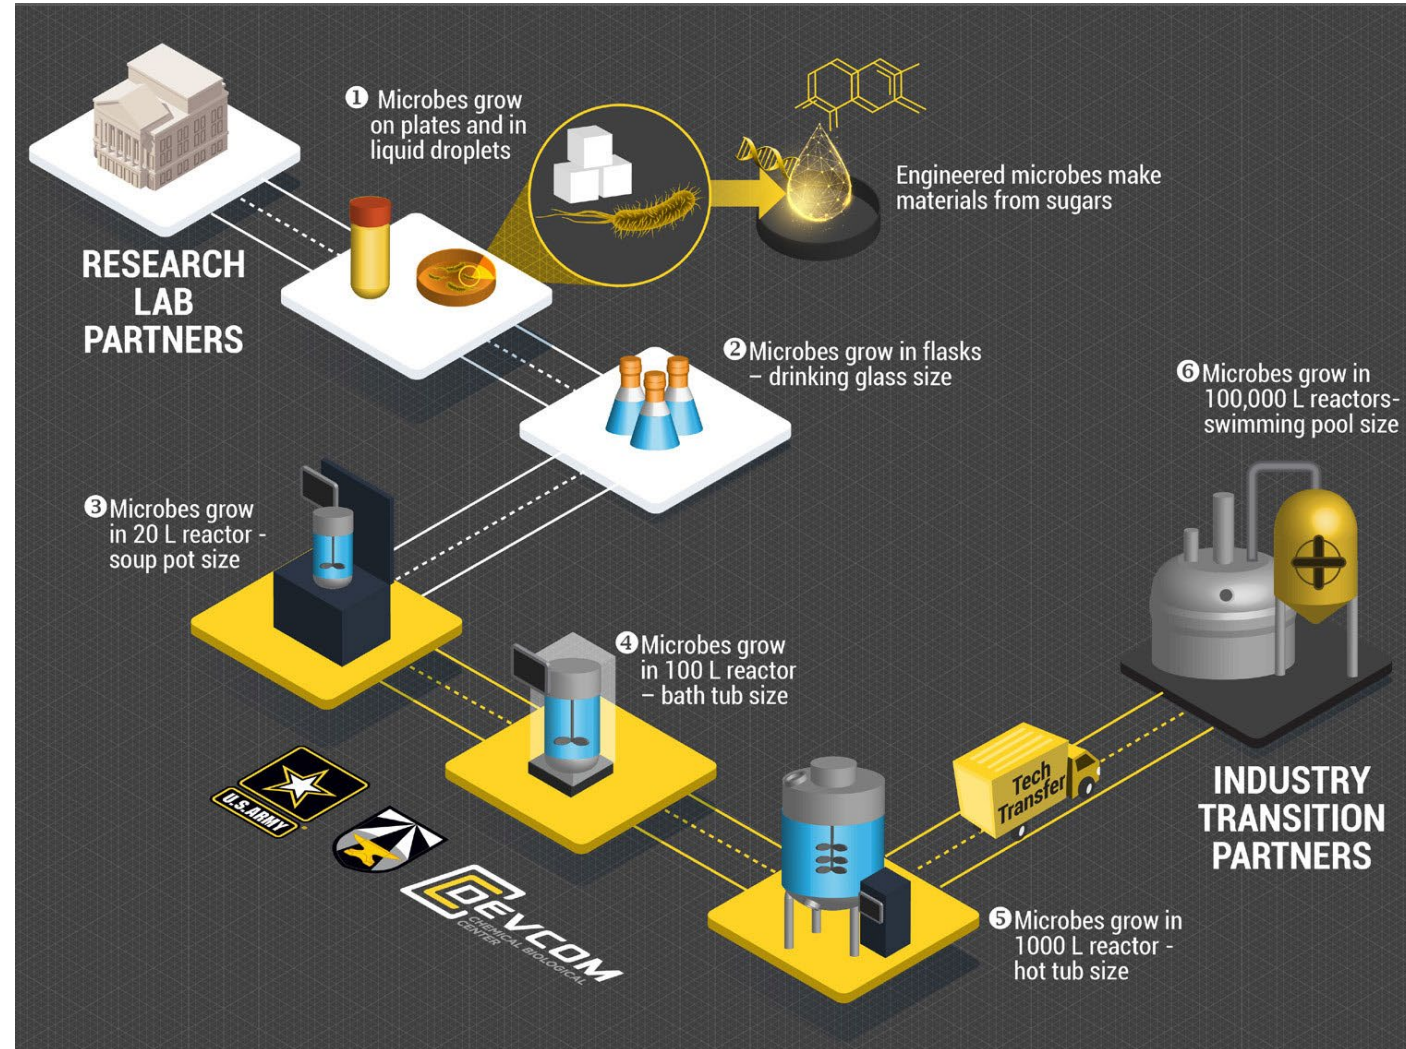 ❶ Microbes grow
on plates and in
liquid droplets
Engineered microbes make
materials from sugars
RESEARCH
LAB
PARTNERS
❷ Microbes grow in flasks
– drinking glass size
❸ Microbes grow
in 20 L reactor -
soup pot size
❹ Microbes grow
in 100 L reactor
– bath tub size
❺ Microbes grow in
1000 L reactor -
hot tub size
Tech
Transfer
❻ Microbes grow in
100,000 L reactors-
swimming pool size
INDUSTRY
TRANSITION
PARTNERS
U.S.ARMY
DEVCOM
CHEMICAL BIOLOGICAL
CENTER